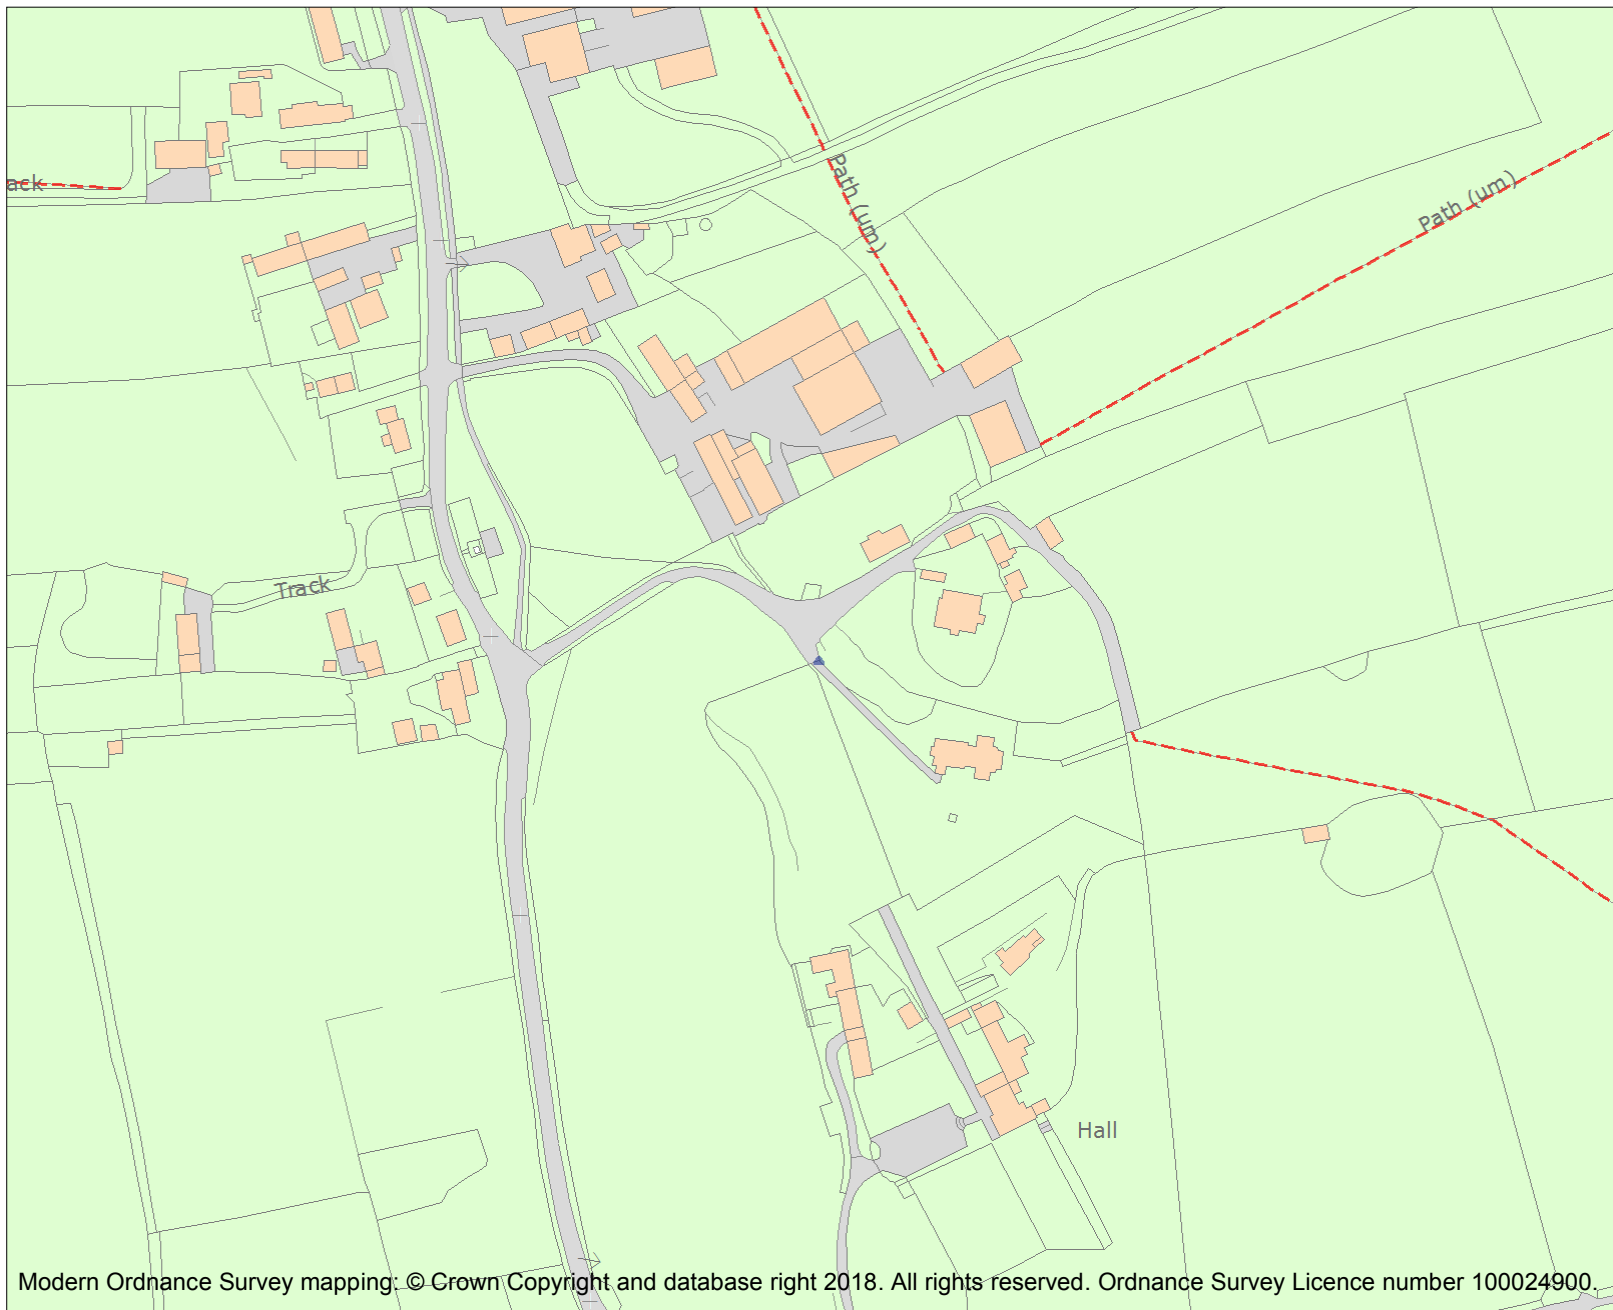 Path (um)
ack
Path (um)
Track
Hall
Modern Ordnance Survey mapping: © Crown Copyright and database right 2018. All rights reserved. Ordnance Survey Licence number 100024900.